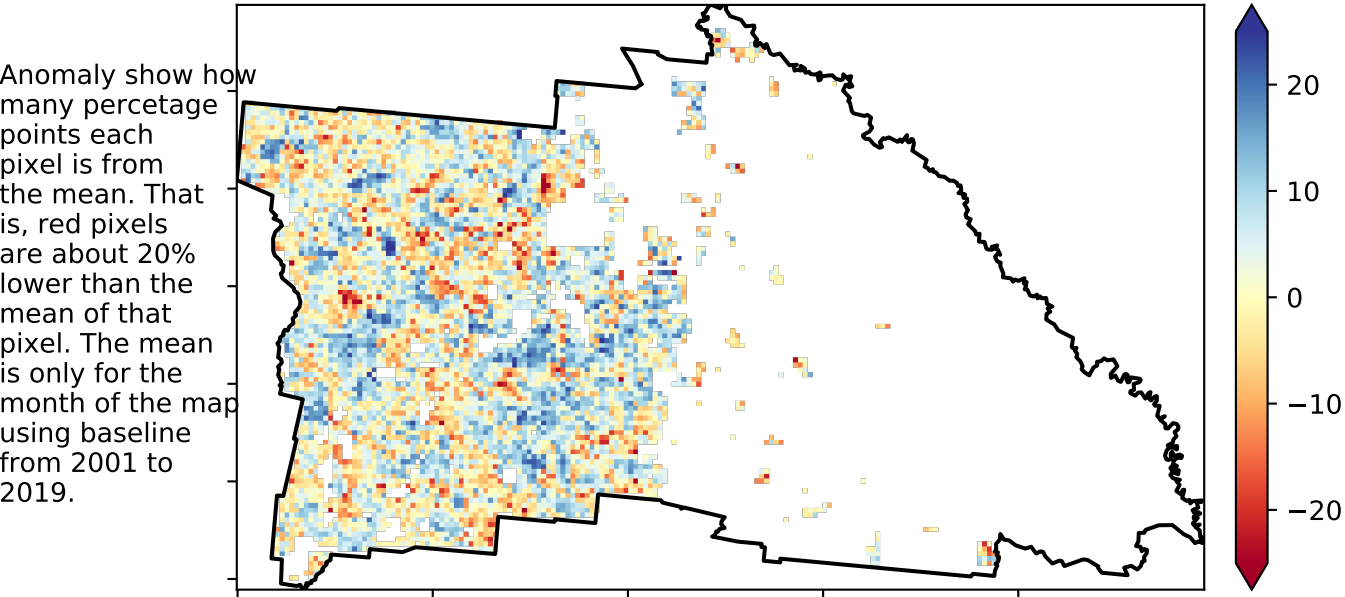 Anomaly show how
many percetage
points each
pixel is from
the mean. That
is, red pixels
are about 20%
lower than the
mean of that
pixel. The mean
is only for the
month of the map
using baseline
from 2001 to
2019.
20
10
0
−10
−20